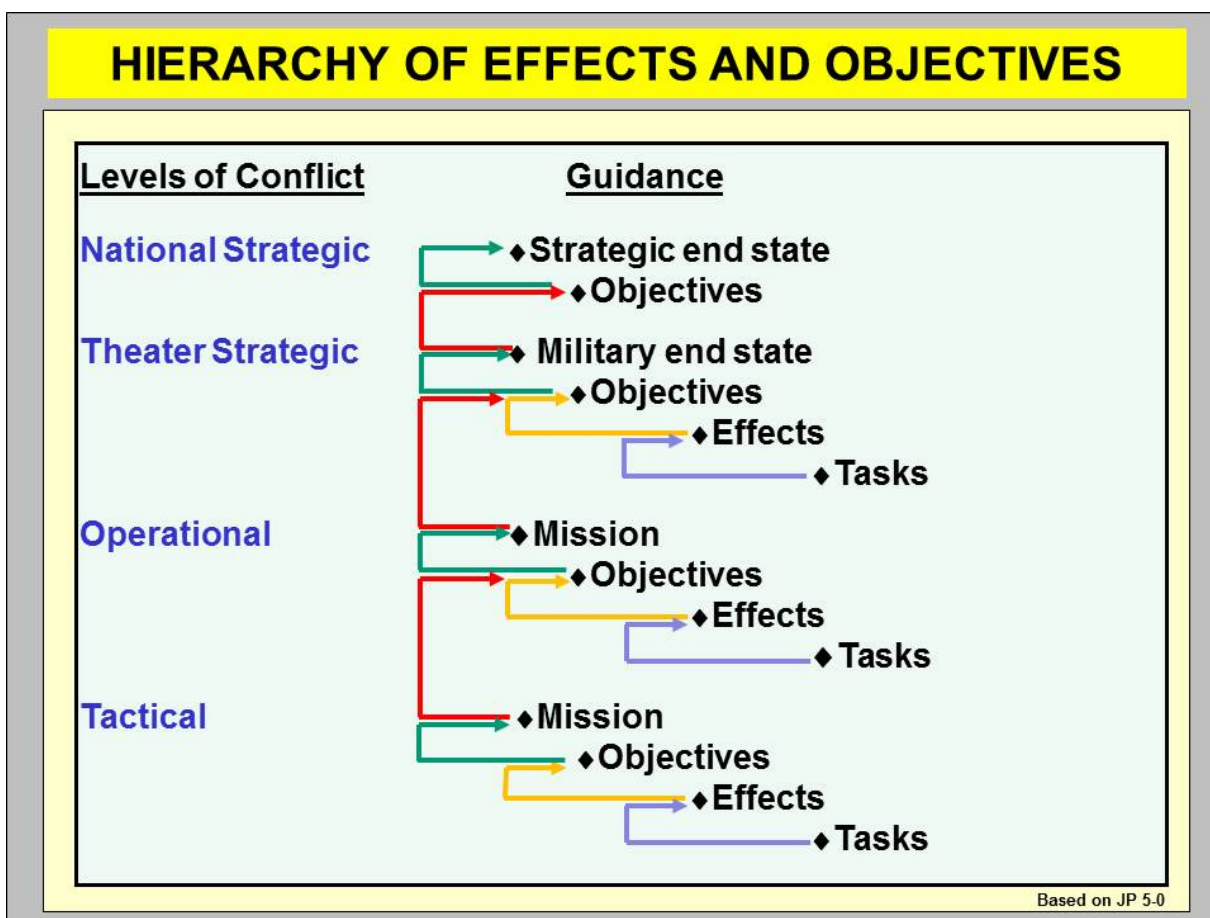 HIERARCHY OF EFFECTS AND OBJECTIVES
Levels of Conflict Guidance
National Strategic ♦Strategic end state
♦Objectives
Theater Strategic ♦ Military end state
♦Objectives
♦Effects
♦Tasks
Operational ♦Mission
♦Objectives
♦Effects
♦Tasks
Tactical ♦Mission
♦Objectives
♦Effects
♦Tasks
Based on JP 5-0